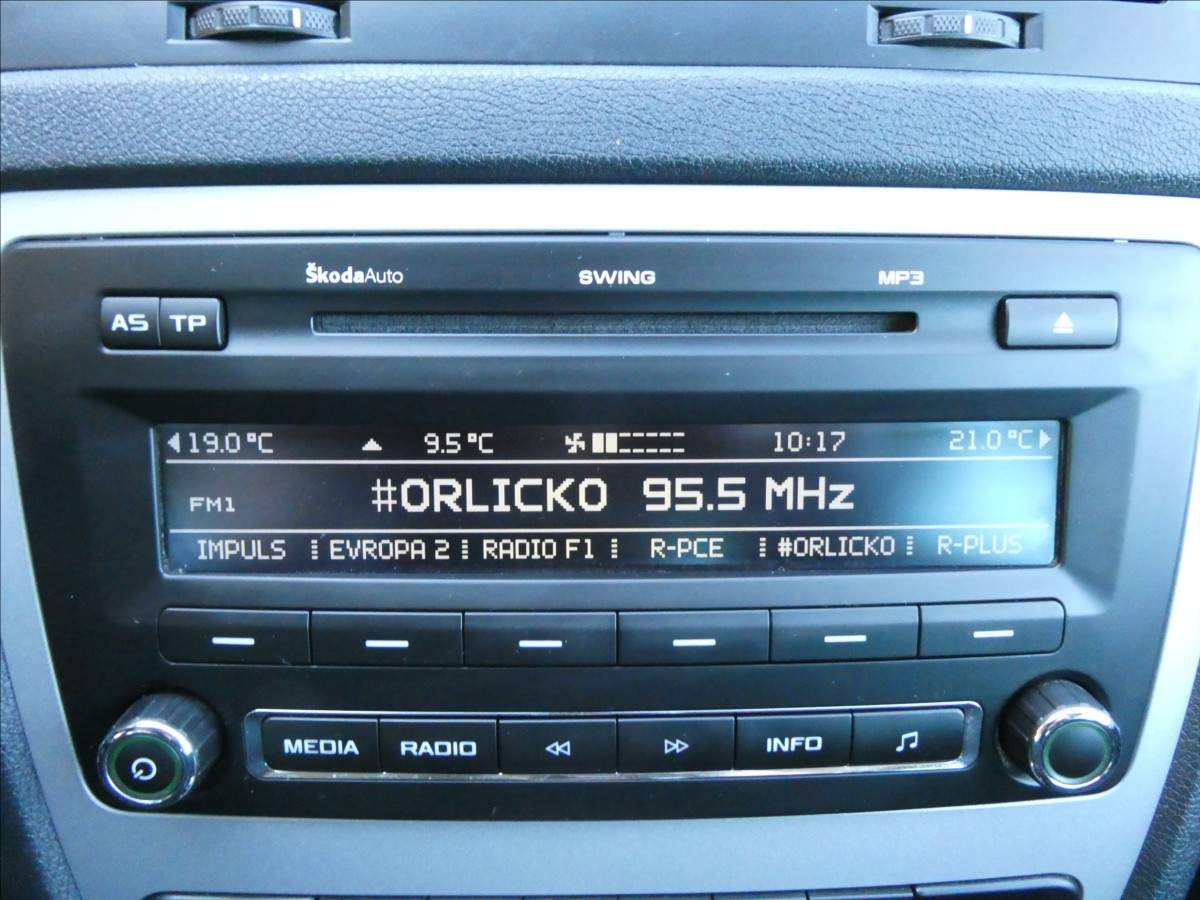 ŠkodaAuto SWING MP3
AS TP
19.0 °C 9.5 °C 10:17 21.0 °C
FM1 #ORLICKO 95.5 MHz
IMPULS EVROPA 2 RADIO F1 R-PCE #ORLICKO R-PLUS
MEDIA RADIO INFO